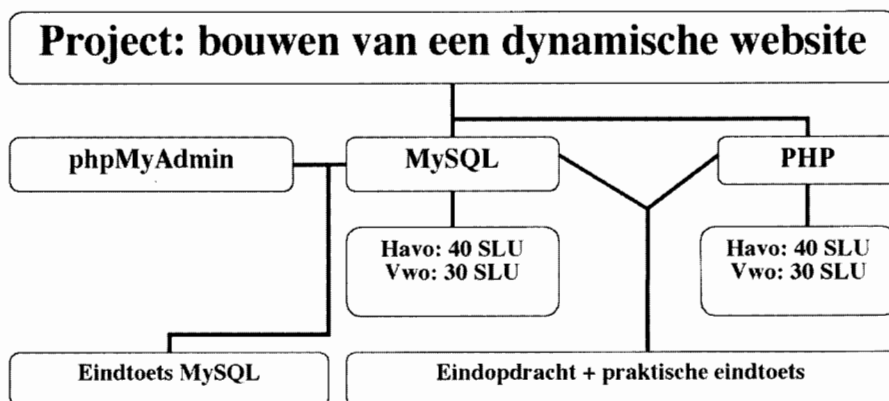 Project: bouwen van een dynamische website
phpMyAdmin
MySQL
PHP
Havo: 40 SLU
Vwo: 30 SLU
Havo: 40 SLU
Vwo: 30 SLU
Eindtoets MySQL
Eindopdracht + praktische eindtoets